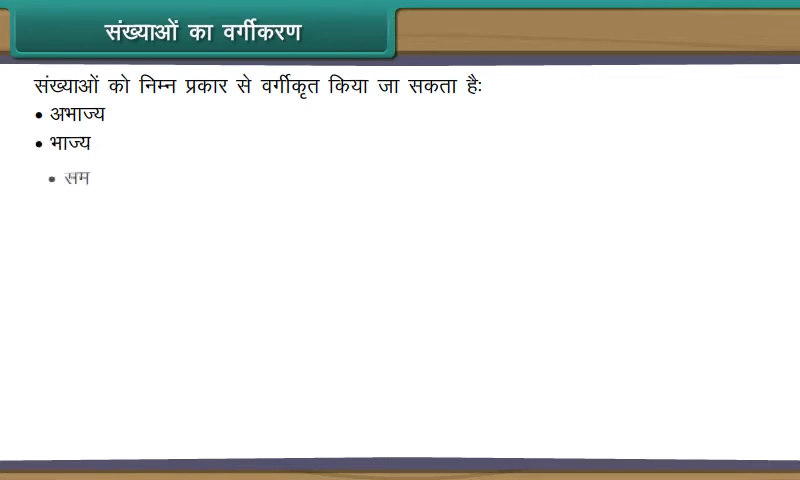 संख्याओं का वर्गीकरण
संख्याओं को निम्न प्रकार से वर्गीकृत किया जा सकता है:
• अभाज्य
• भाज्य
• सम